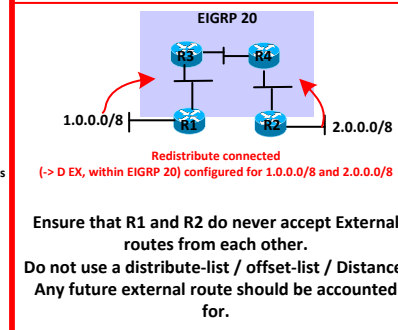 EIGRP 20
R3
R4
1.0.0.0/8
R1
R2
2.0.0.0/8
Redistribute connected
s
(-> D EX, within EIGRP 20) configured for 1.0.0.0/8 and 2.0.0.0/8
Ensure that R1 and R2 do never accept External
routes from each other.
Do not use a distribute-list / offset-list / Distance
Any future external route should be accounted
for.